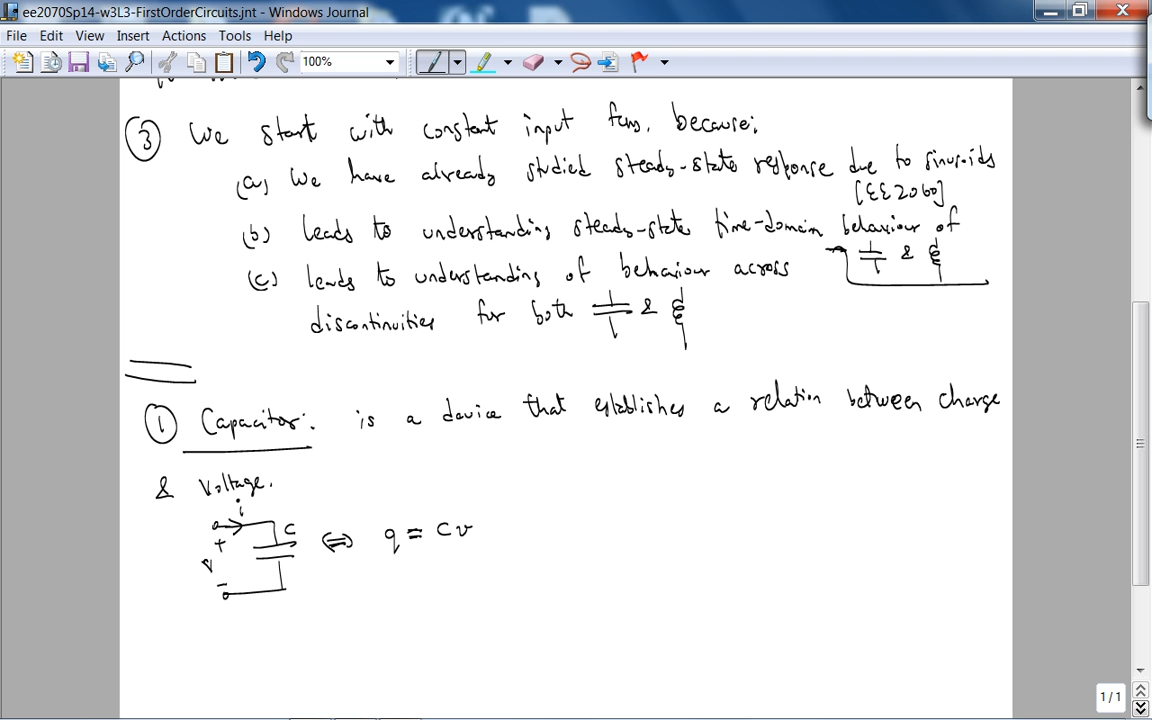 ee2070Sp14-w3L3-FirstOrderCircuits.jnt - Windows Journal
File Edit View Insert Actions Tools Help
100%
③ We start with constant input fcns. because:
(a) We have already studied steady-state response due to sinusoids
[EE2060]
(b) leads to understanding steady-state time-domain behaviour of
&
(c) leads to understanding of behaviour across
discontinuities for both &
① Capacitor: is a device that establishes a relation between charge
& Voltage.
i
+ C ⇔ q = Cv
v
-
1 / 1